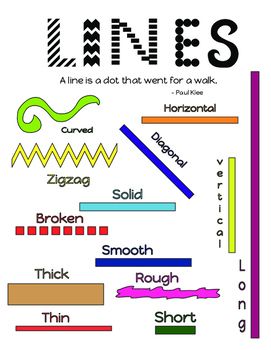 LINES
A line is a dot that went for a walk.
- Paul Klee
Horizontal
Curved
Diagonal
Zigzag
vertical
Solid
Broken
Smooth
Long
Thick
Rough
Thin
Short